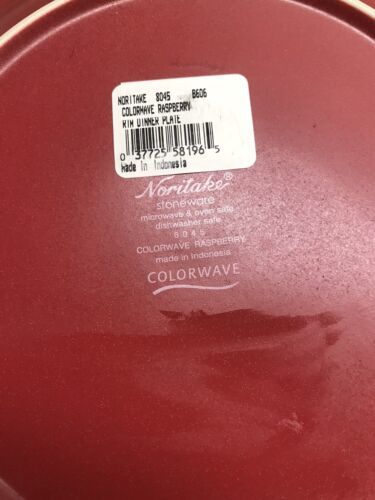 NORITAKE 8045 B606
COLORWAVE RASPBERRY
RIM DINNER PLATE
0 37725 58196 5
Made in Indonesia
Noritake®
stoneware
microwave & oven safe
dishwasher safe
8045
COLORWAVE RASPBERRY
made in Indonesia
COLORWAVE